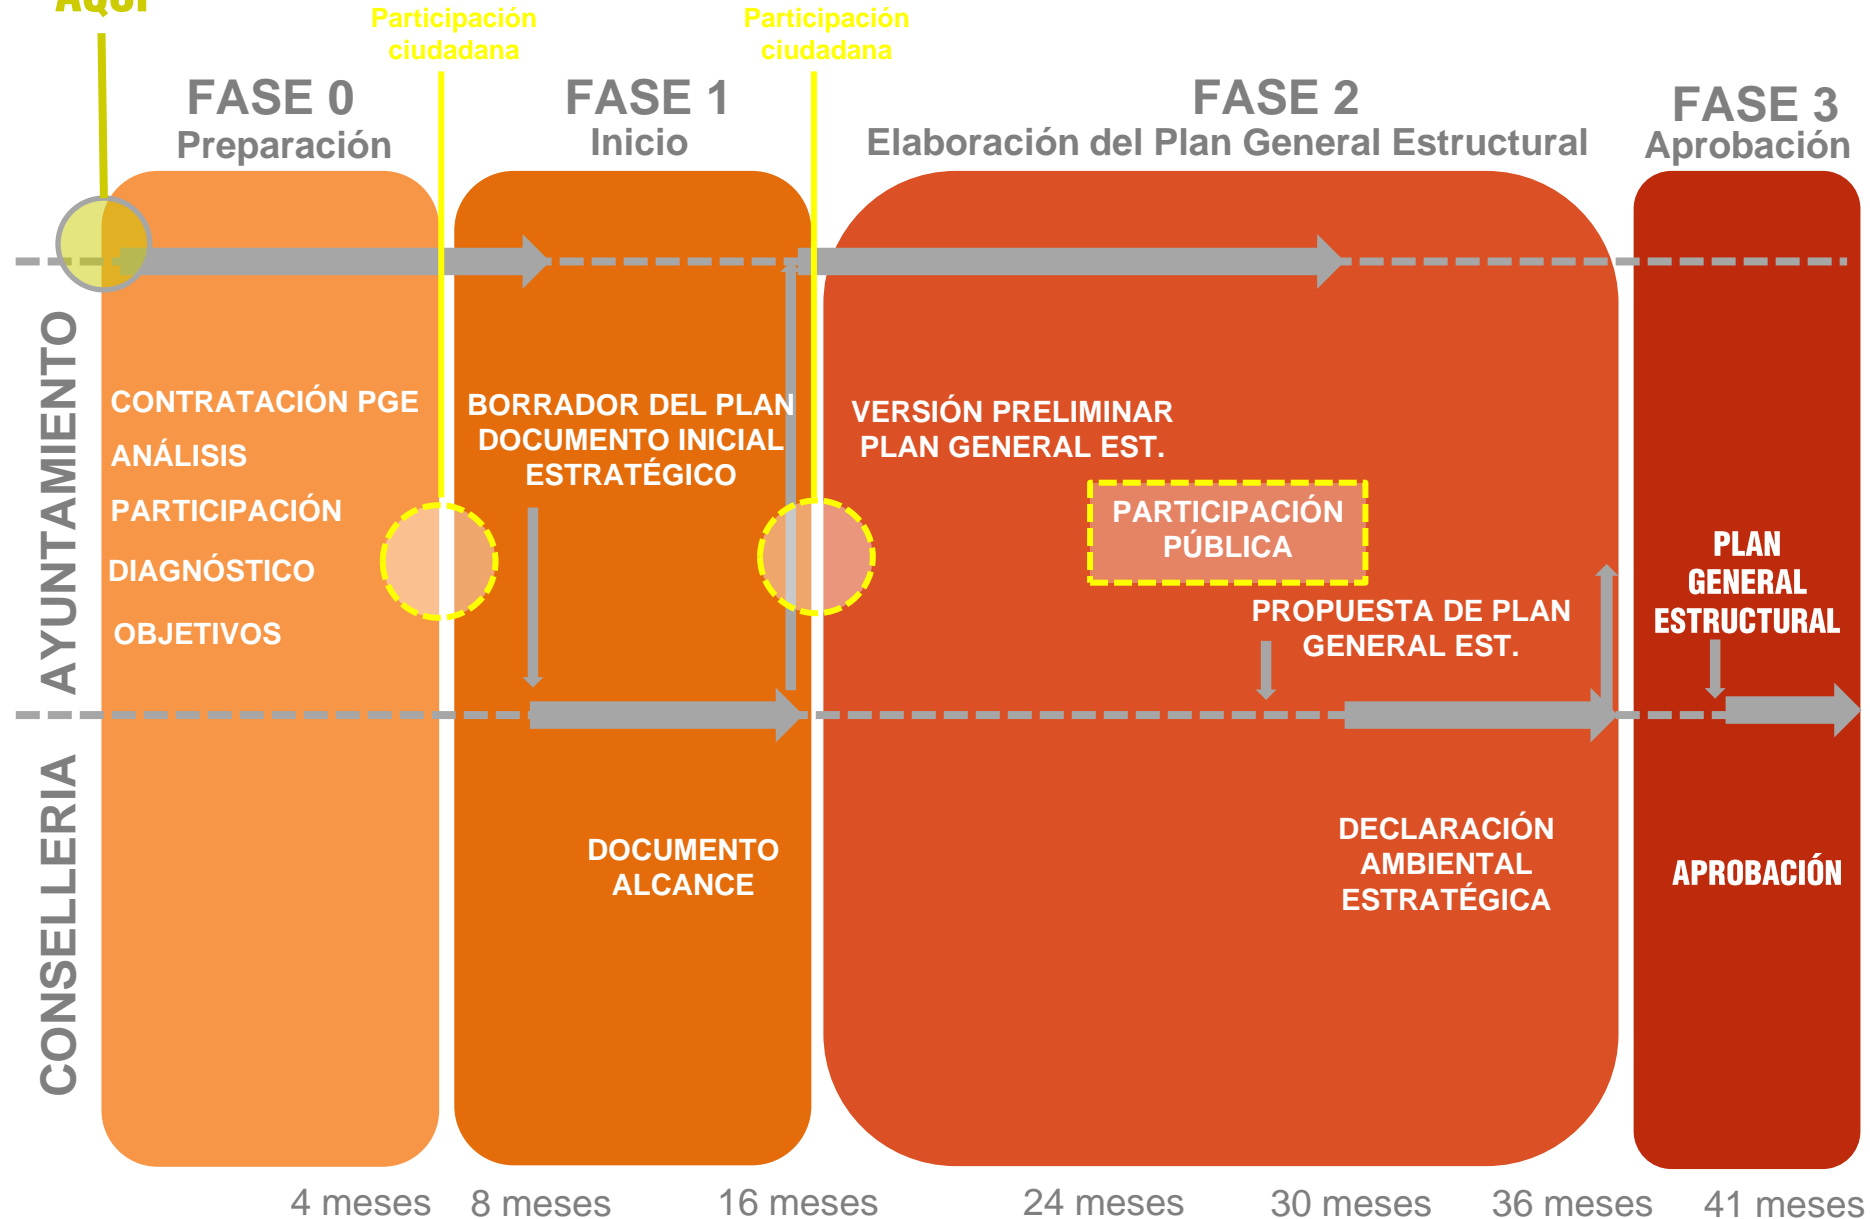 AQUÍ
Participación
ciudadana
Participación
ciudadana
FASE 0
Preparación
FASE 1
Inicio
FASE 2
Elaboración del Plan General Estructural
FASE 3
Aprobación
AYUNTAMIENTO
CONTRATACIÓN PGE
ANÁLISIS
PARTICIPACIÓN
DIAGNÓSTICO
OBJETIVOS
BORRADOR DEL PLAN
DOCUMENTO INICIAL
ESTRATÉGICO
VERSIÓN PRELIMINAR
PLAN GENERAL EST.
PARTICIPACIÓN
PÚBLICA
PROPUESTA DE PLAN
GENERAL EST.
PLAN
GENERAL
ESTRUCTURAL
CONSELLERIA
DOCUMENTO
ALCANCE
DECLARACIÓN
AMBIENTAL
ESTRATÉGICA
APROBACIÓN
4 meses
8 meses
16 meses
24 meses
30 meses
36 meses
41 meses